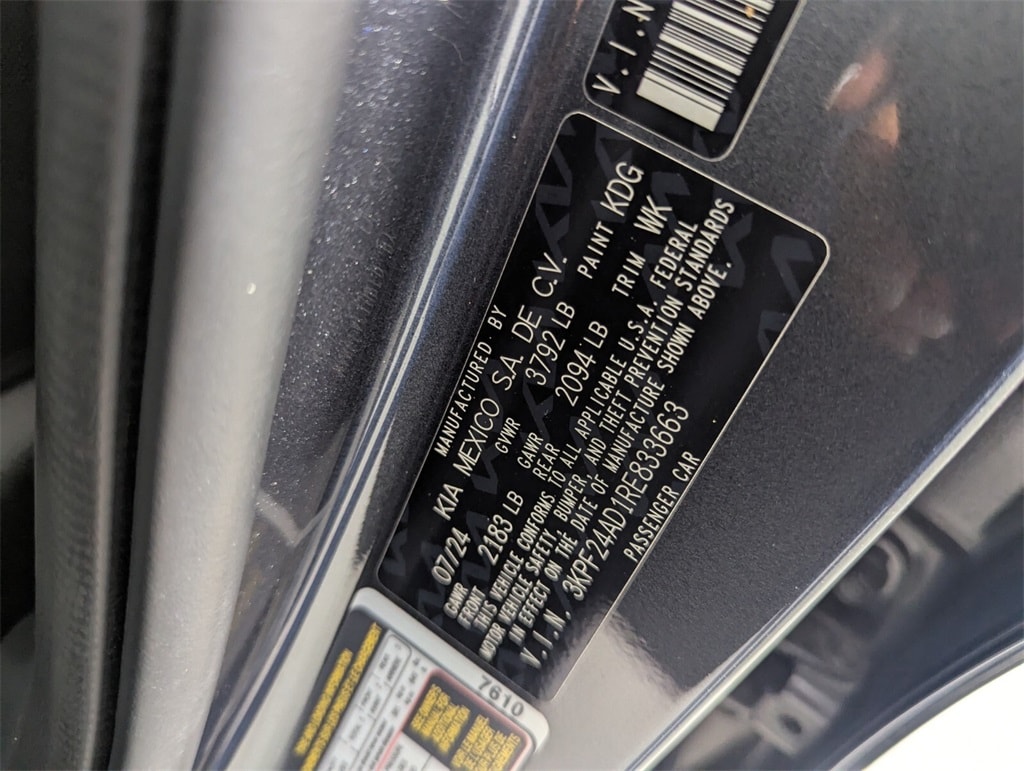 V.I.N
MANUFACTURED BY
07/24 KIA MEXICO S.A. DE C.V.
GVWR 3792 LB PAINT KDG
GAWR FRONT 2183 LB GAWR REAR 2094 LB TRIM WK
THIS VEHICLE CONFORMS TO ALL APPLICABLE U.S.A FEDERAL
MOTOR VEHICLE SAFETY, BUMPER, AND THEFT PREVENTION STANDARDS
IN EFFECT ON THE DATE OF MANUFACTURE SHOWN ABOVE.
V.I.N. 3KPF24AD1RE833663
PASSENGER CAR
7610